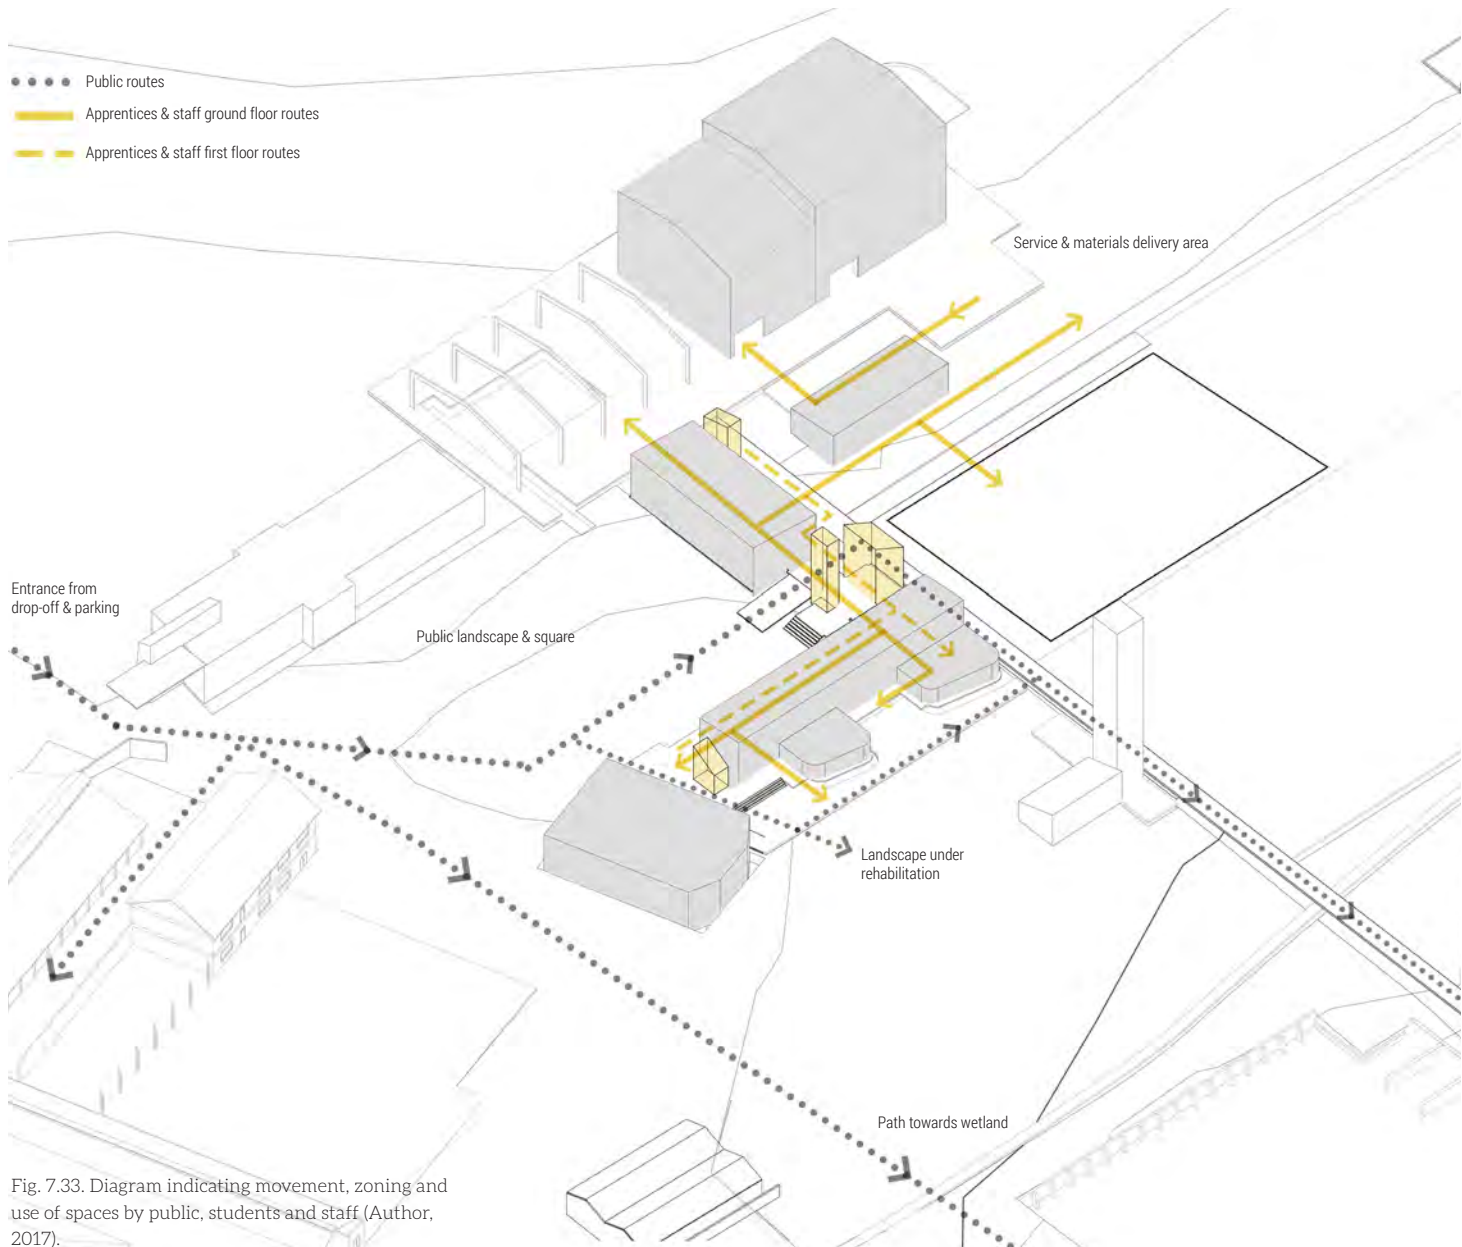 Public routes
Apprentices & staff ground floor routes
Apprentices & staff first floor routes
Service & materials delivery area
Entrance from
drop-off & parking
Public landscape & square
Landscape under
rehabilitation
Path towards wetland
Fig. 7.33. Diagram indicating movement, zoning and
use of spaces by public, students and staff (Author,
2017).